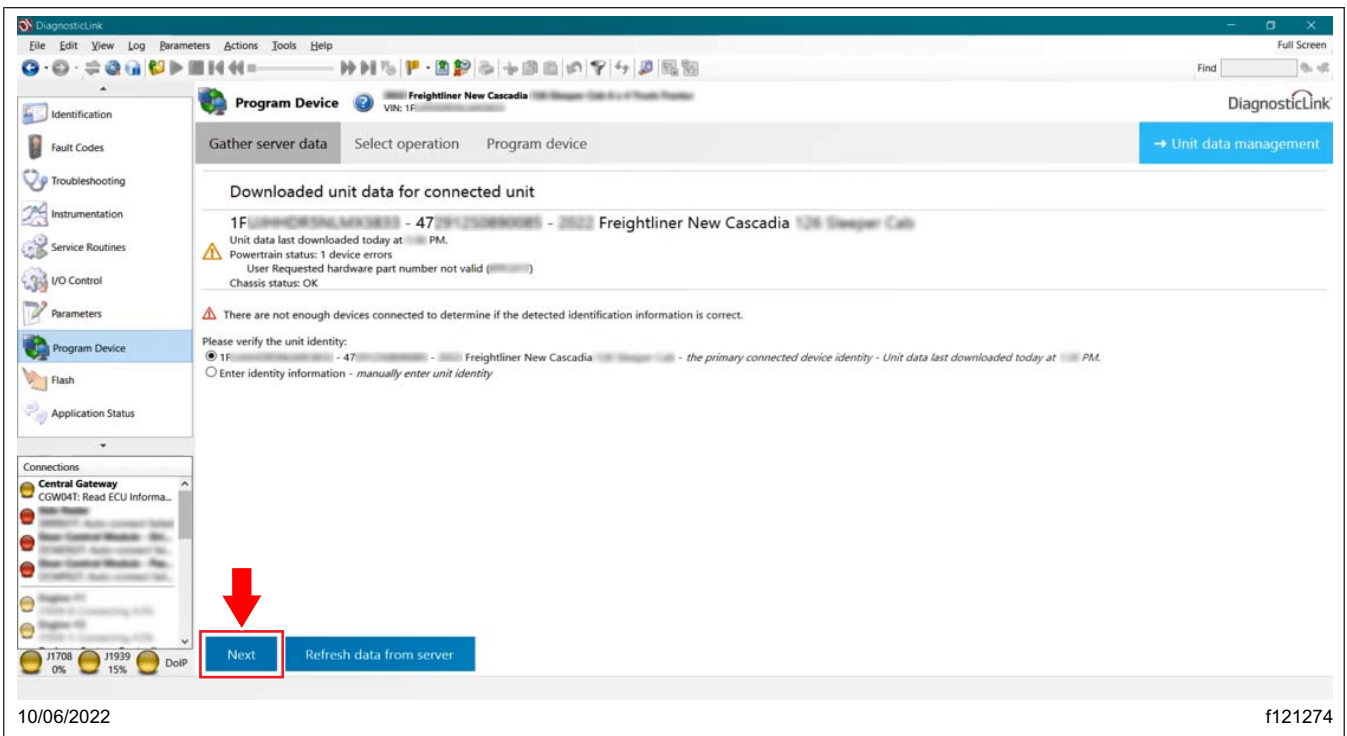 DiagnosticLink
File Edit View Log Parameters Actions Tools Help
Full Screen
Find
Identification
Fault Codes
Troubleshooting
Instrumentation
Service Routines
I/O Control
Parameters
Program Device
Flash
Application Status
Program Device
Freightliner New Cascadia
VIN: 1F
DiagnosticLink
Gather server data Select operation Program device
→ Unit data management
Downloaded unit data for connected unit
1F - 47 - Freightliner New Cascadia
Unit data last downloaded today at PM.
Powertrain status: 1 device errors
User Requested hardware part number not valid ( )
Chassis status: OK
There are not enough devices connected to determine if the detected identification information is correct.
Please verify the unit identity:
1F - 47 - Freightliner New Cascadia - the primary connected device identity - Unit data last downloaded today at PM.
Enter identity information - manually enter unit identity
Connections
Central Gateway
CGW04T: Read ECU Informa...
J1708 0%
J1939 15%
DoIP
Next
Refresh data from server
10/06/2022
f121274